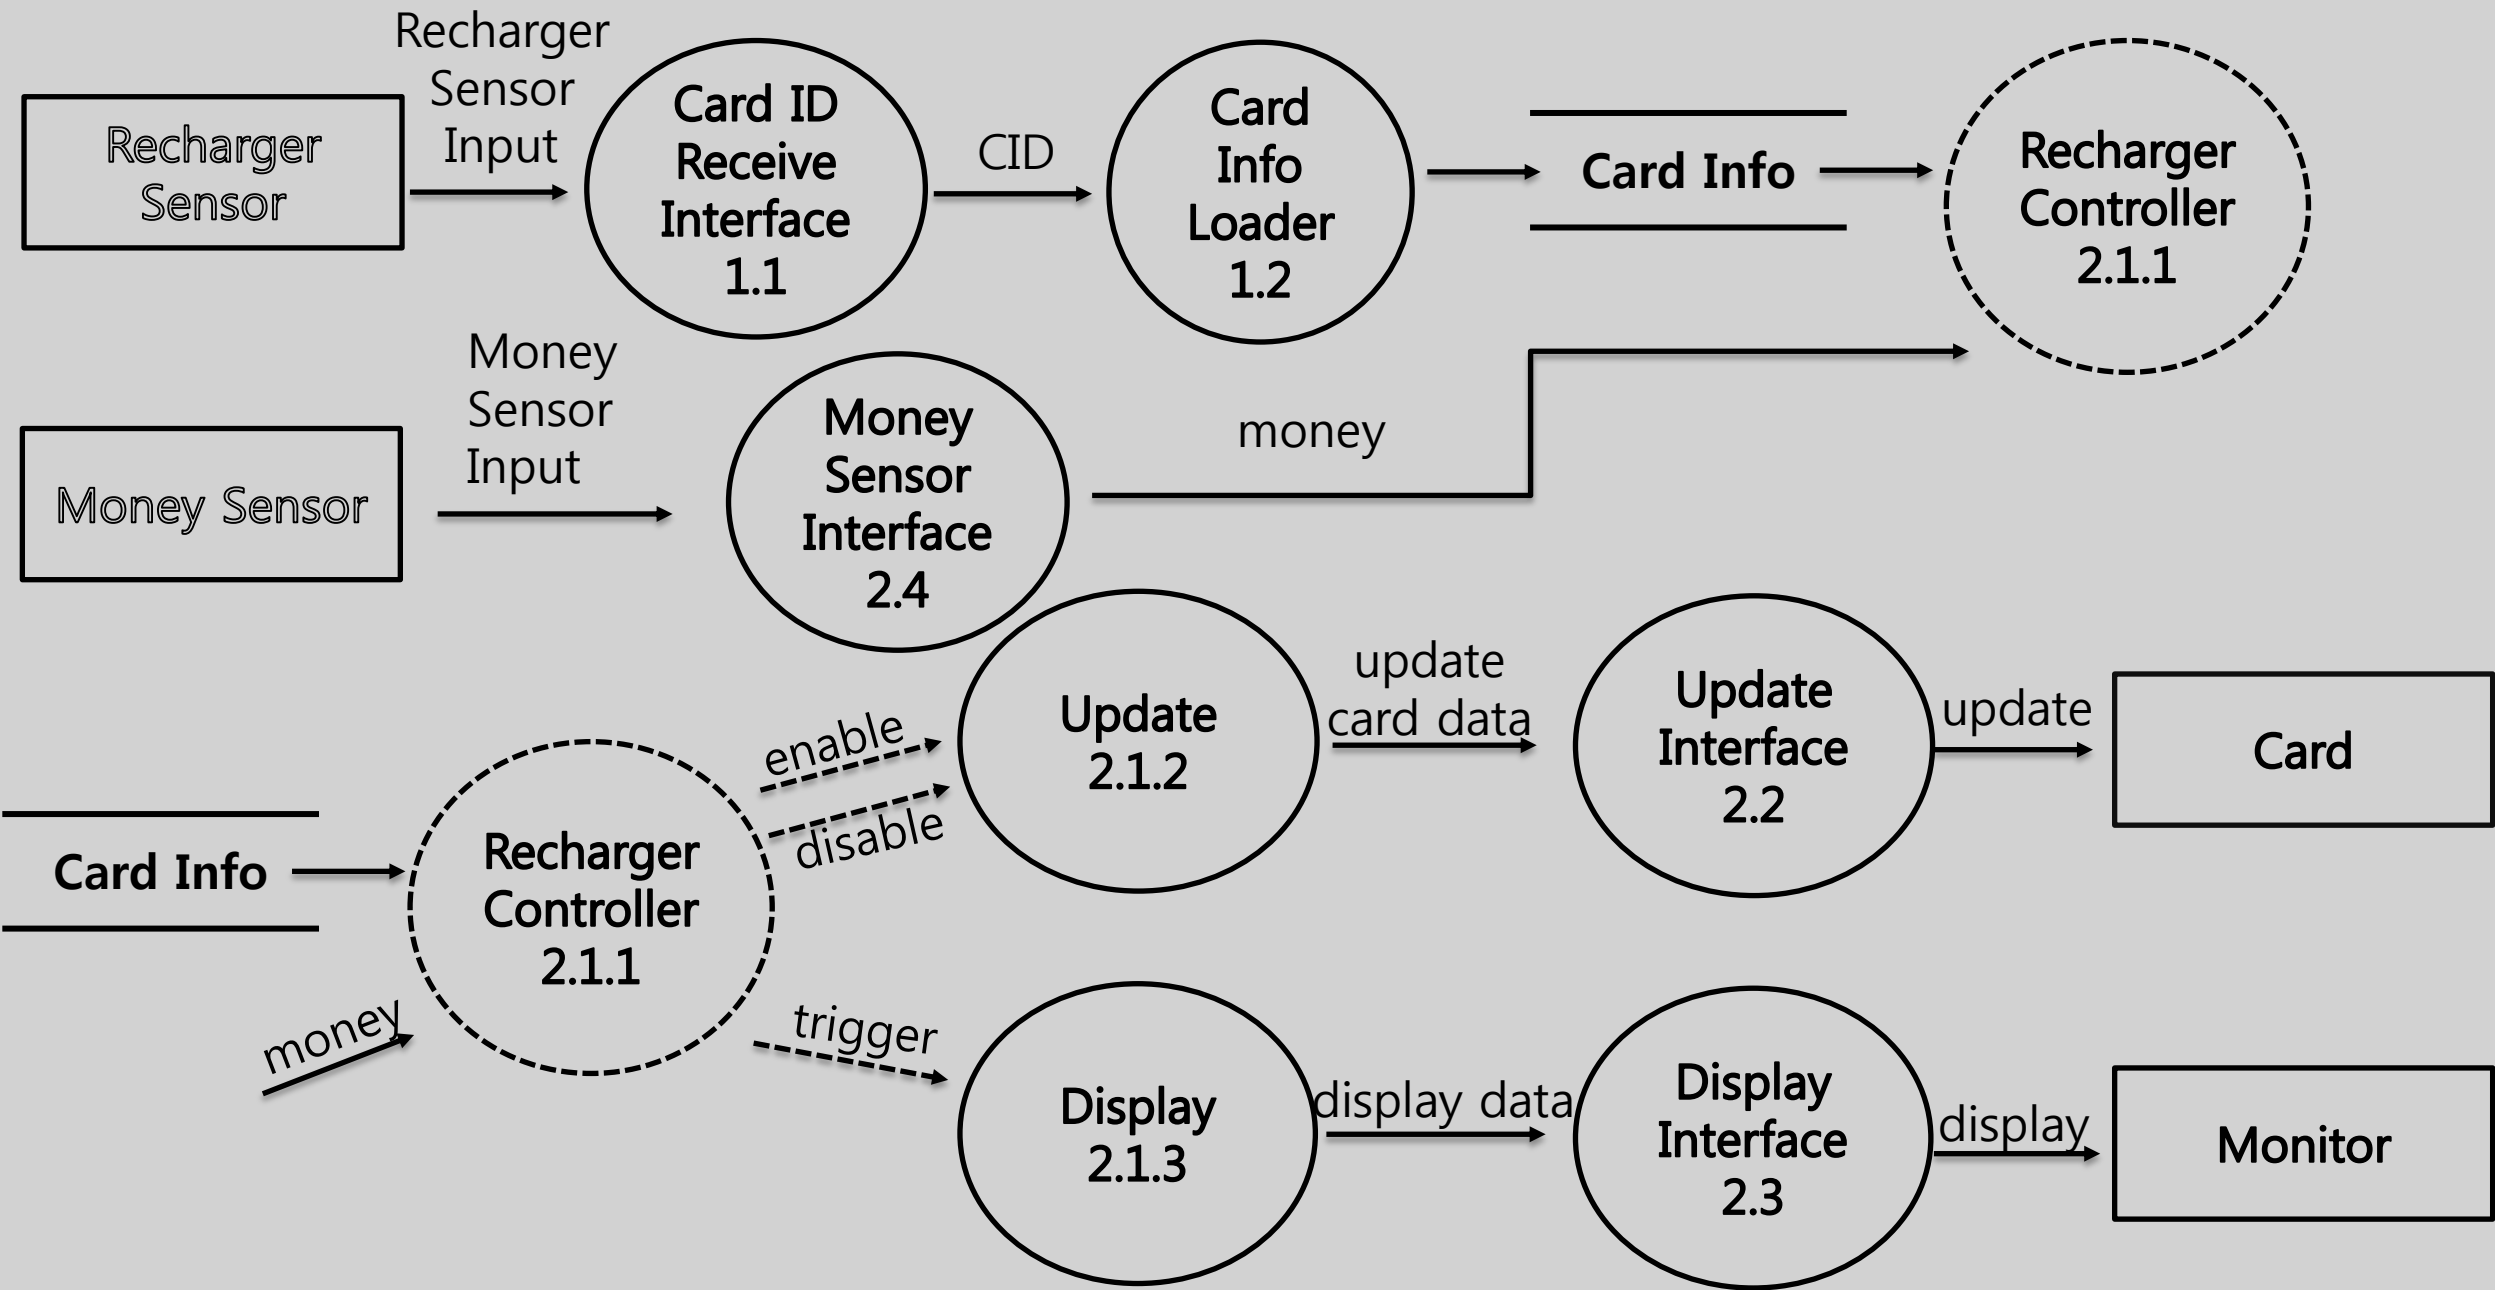 Recharger
Sensor
Recharger
Sensor
Input
Card ID
Receive
Interface
1.1
CID
Card
Info
Loader
1.2
Card Info
Recharger
Controller
2.1.1
Money Sensor
Money
Sensor
Input
Money
Sensor
Interface
2.4
money
Card Info
money
Recharger
Controller
2.1.1
enable
disable
Update
2.1.2
update
card data
Update
Interface
2.2
update
Card
trigger
Display
2.1.3
display data
Display
Interface
2.3
display
Monitor